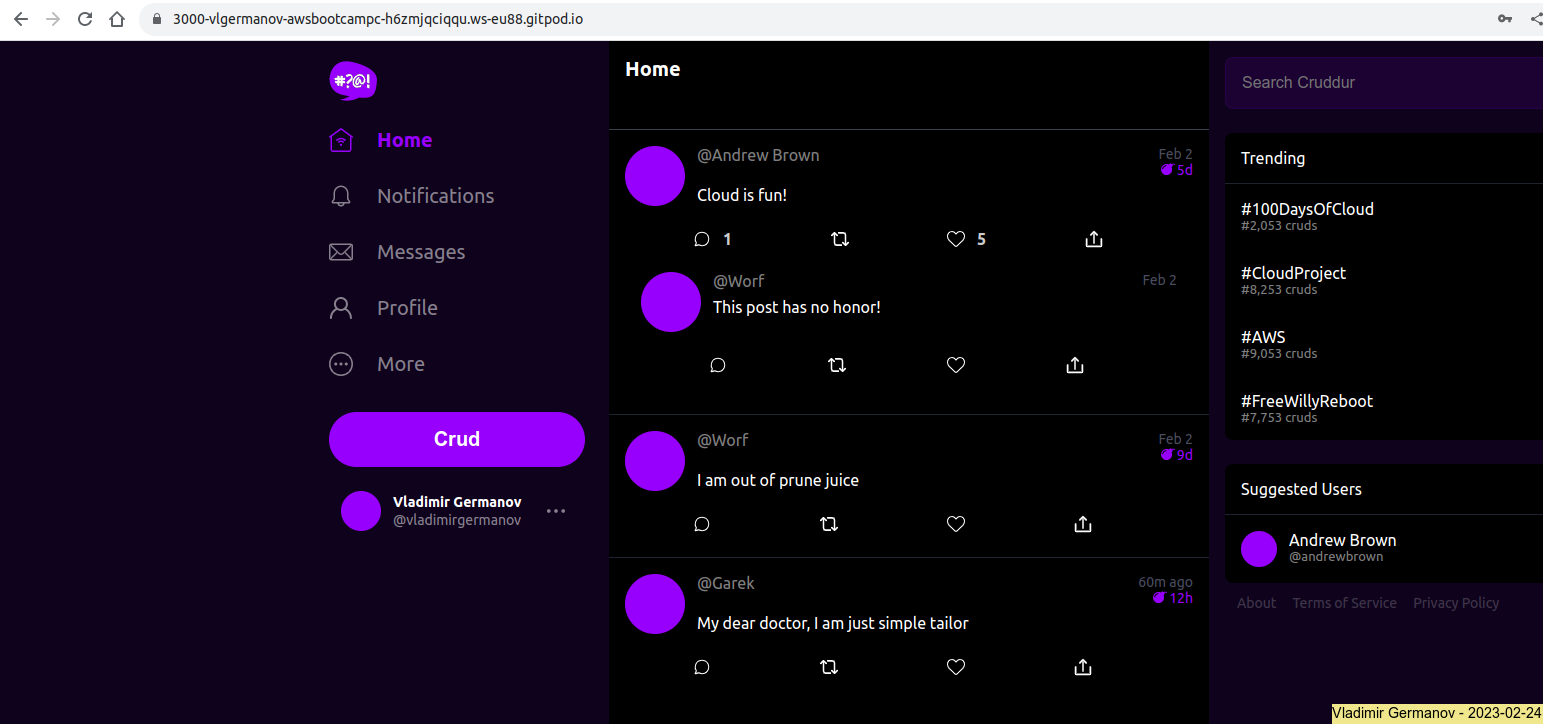 3000-vlgermanov-awsbootcampc-h6zmjqciqqu.ws-eu88.gitpod.io
#?@!
Home
Notifications
Messages
Profile
More
Crud
Vladimir Germanov
@vladimirgermanov
Home
@Andrew Brown
Feb 2
5d
Cloud is fun!
1
5
@Worf
Feb 2
This post has no honor!
@Worf
Feb 2
9d
I am out of prune juice
@Garek
60m ago
12h
My dear doctor, I am just simple tailor
Search Cruddur
Trending
#100DaysOfCloud
#2,053 cruds
#CloudProject
#8,253 cruds
#AWS
#9,053 cruds
#FreeWillyReboot
#7,753 cruds
Suggested Users
Andrew Brown
@andrewbrown
About Terms of Service Privacy Policy
Vladimir Germanov - 2023-02-24